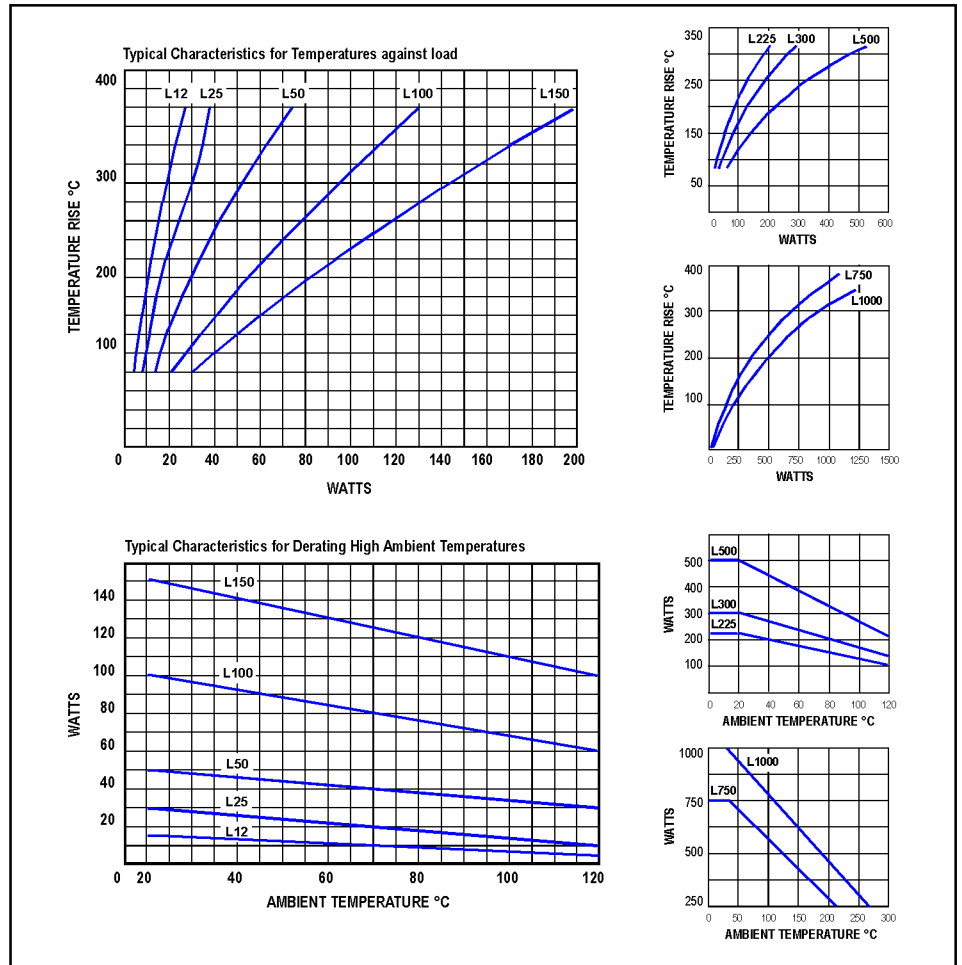 Typical Characteristics for Temperatures against load
400
300
200
100
TEMPERATURE RISE °C
L12 L25 L50 L100 L150
0 20 40 60 80 100 120 140 160 180 200
WATTS
350
250
150
50
TEMPERATURE RISE °C
L225 L300 L500
0 100 200 300 400 500 600
WATTS
400
300
200
100
TEMPERATURE RISE °C
L750
L1000
0 250 500 750 1000 1250 1500
WATTS
Typical Characteristics for Derating High Ambient Temperatures
140
120
100
80
60
40
20
WATTS
L150
L100
L50
L25
L12
0 20 40 60 80 100 120
AMBIENT TEMPERATURE °C
500
400
300
200
100
WATTS
L500
L300
L225
0 20 40 60 80 100 120
AMBIENT TEMPERATURE °C
1000
750
500
250
WATTS
L1000
L750
0 50 100 150 200 250 300
AMBIENT TEMPERATURE °C